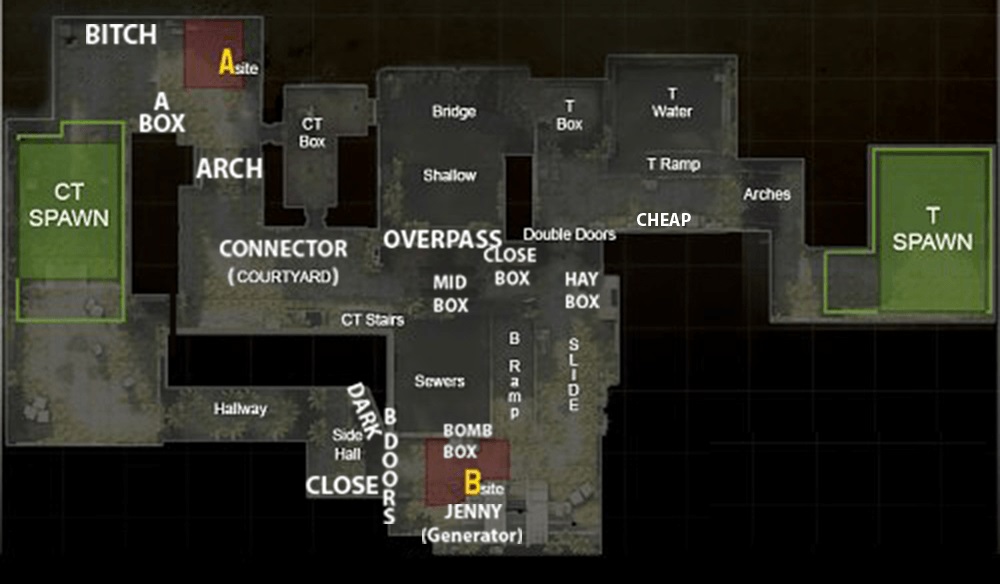 BITCH
A site
A
BOX
CT
Box
Bridge
T
Box
T
Water
ARCH
Shallow
T Ramp
Arches
CT
SPAWN
CHEAP
T
SPAWN
CONNECTOR
(COURTYARD)
OVERPASS
Double Doors
CLOSE
BOX
MID
BOX
HAY
BOX
CT Stairs
B Ramp
SLIDE
Sewers
Hallway
DARK
B DOORS
Side
Hall
CLOSE
BOMB
BOX
B site
JENNY
(Generator)